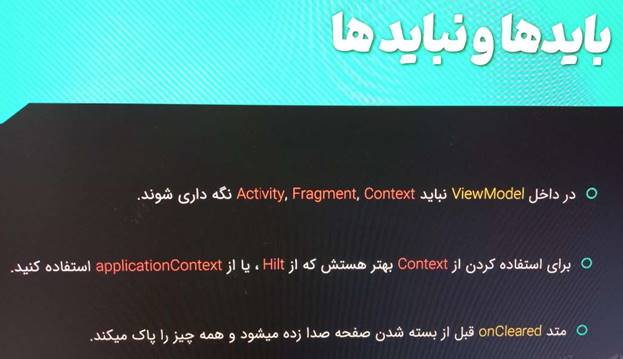 بایدها و نباید ها
در داخل ViewModel نباید Activity, Fragment, Context نگه داری شوند.
برای استفاده کردن از Context بهتر هستش که از Hilt ، یا از applicationContext استفاده کنید.
متد onCleared قبل از بسته شدن صفحه صدا زده میشود و همه چیز را پاک میکند.